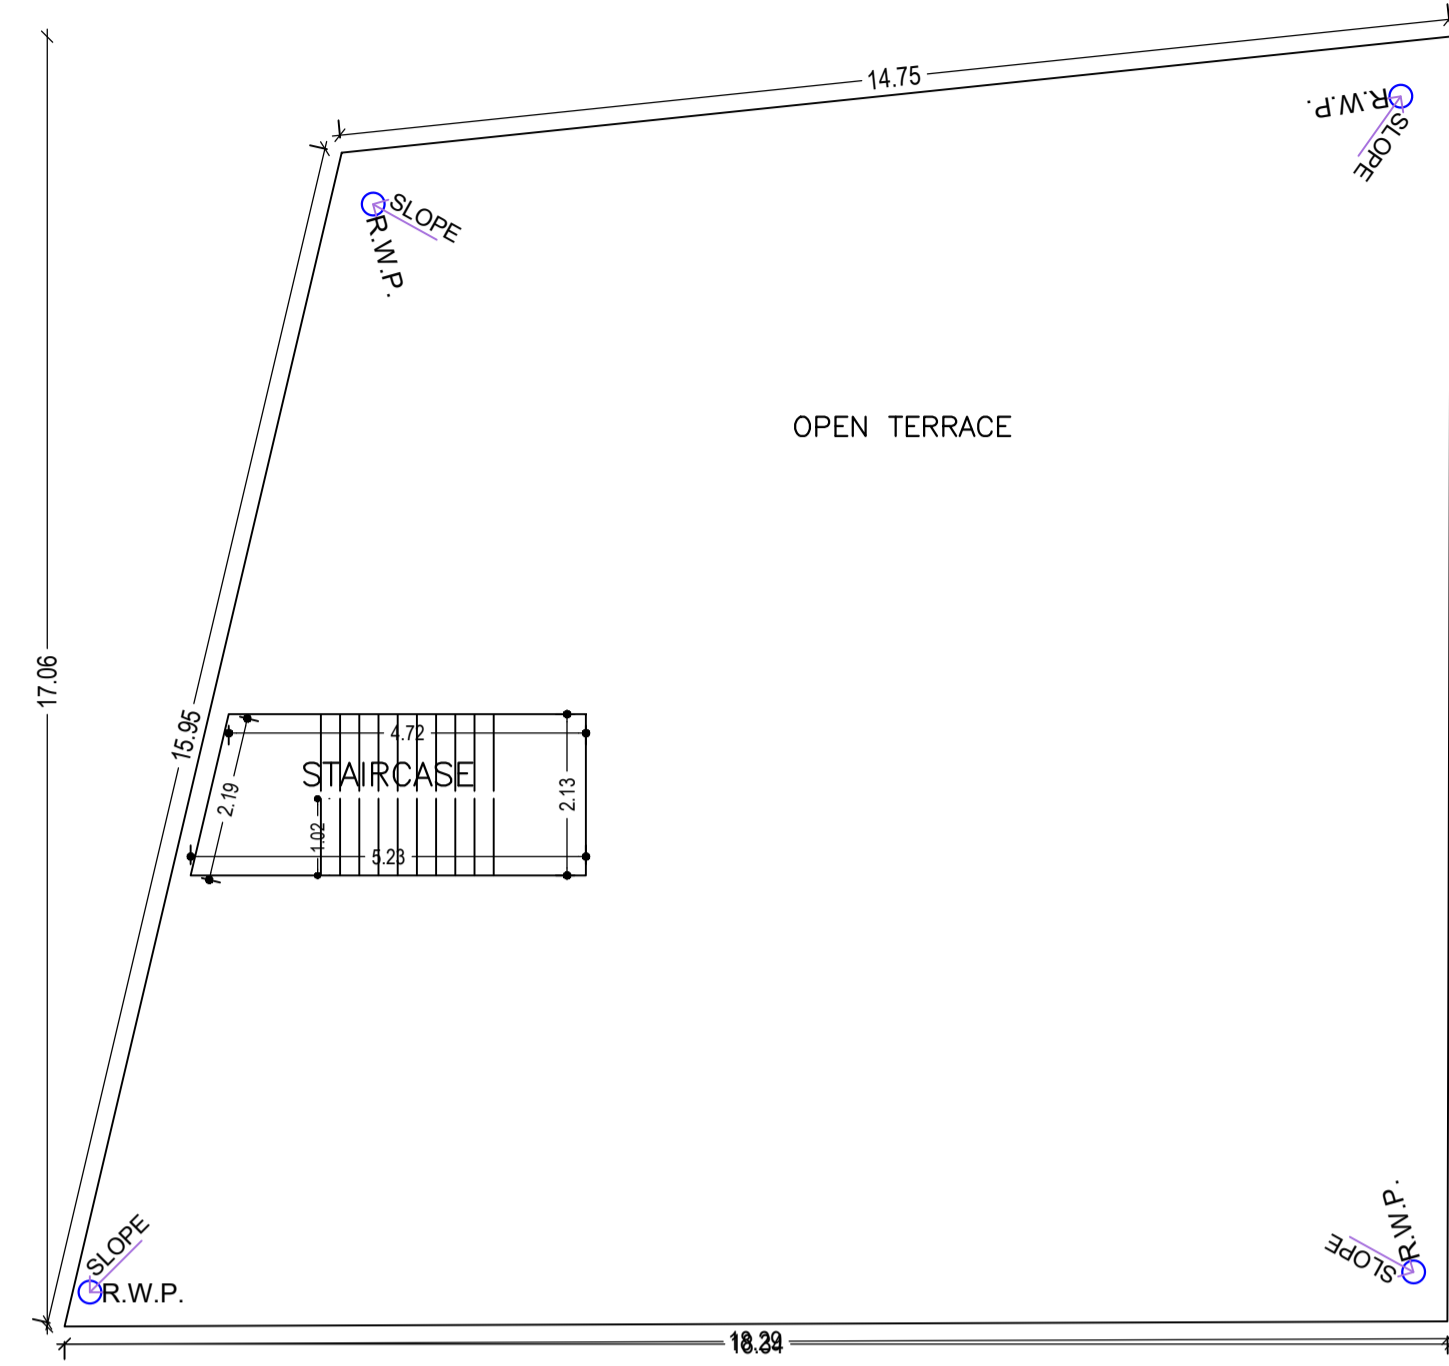 14.75
R.W.P.
SLOPE
SLOPE
R.W.P.
OPEN TERRACE
17.06
15.95
4.72
STAIRCASE
2.19
2.13
1.02
5.23
SLOPE
R.W.P.
R.W.P.
SLOPE